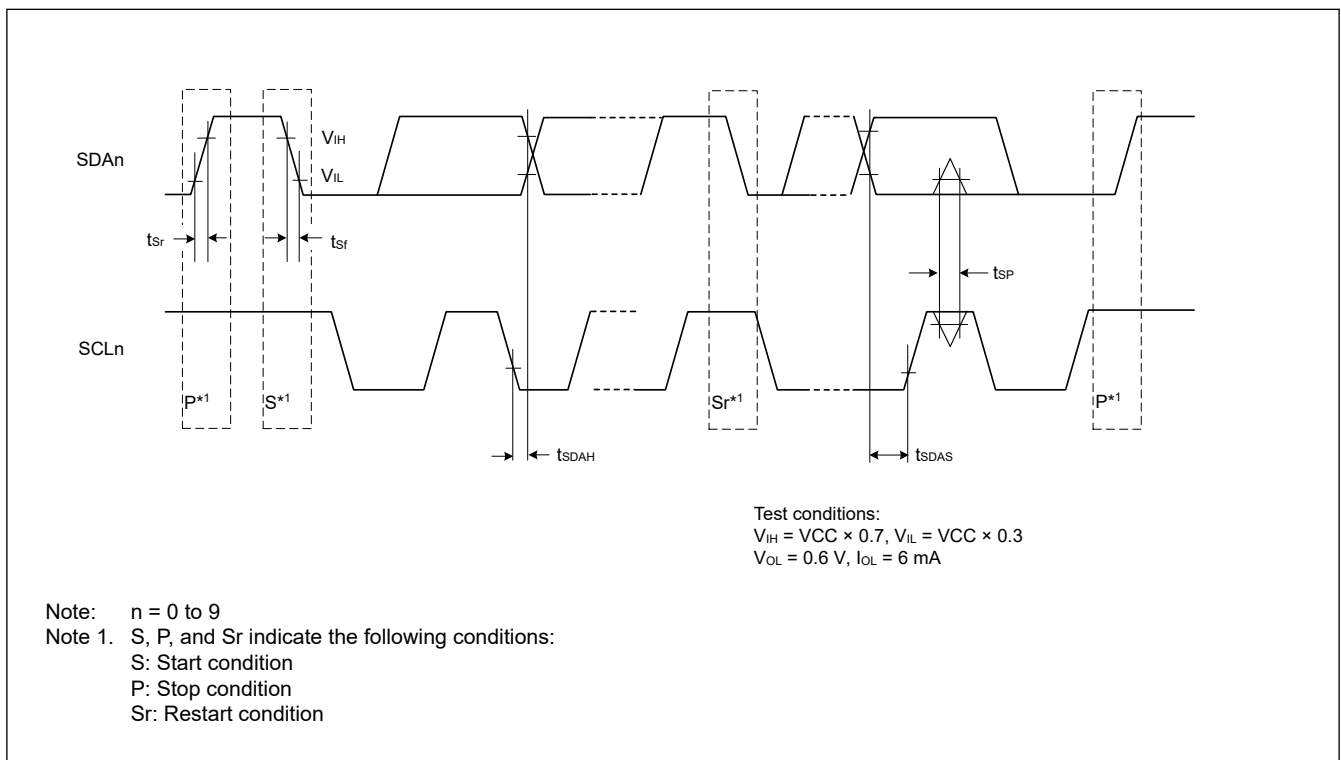 SDAn
VIH
VIL
tSr
tSf
tSP
SCLn
P*1
S*1
Sr*1
P*1
tSDAH
tSDAS
Test conditions:
VIH = VCC × 0.7, VIL = VCC × 0.3
VOL = 0.6 V, IOL = 6 mA
Note: n = 0 to 9
Note 1. S, P, and Sr indicate the following conditions:
S: Start condition
P: Stop condition
Sr: Restart condition